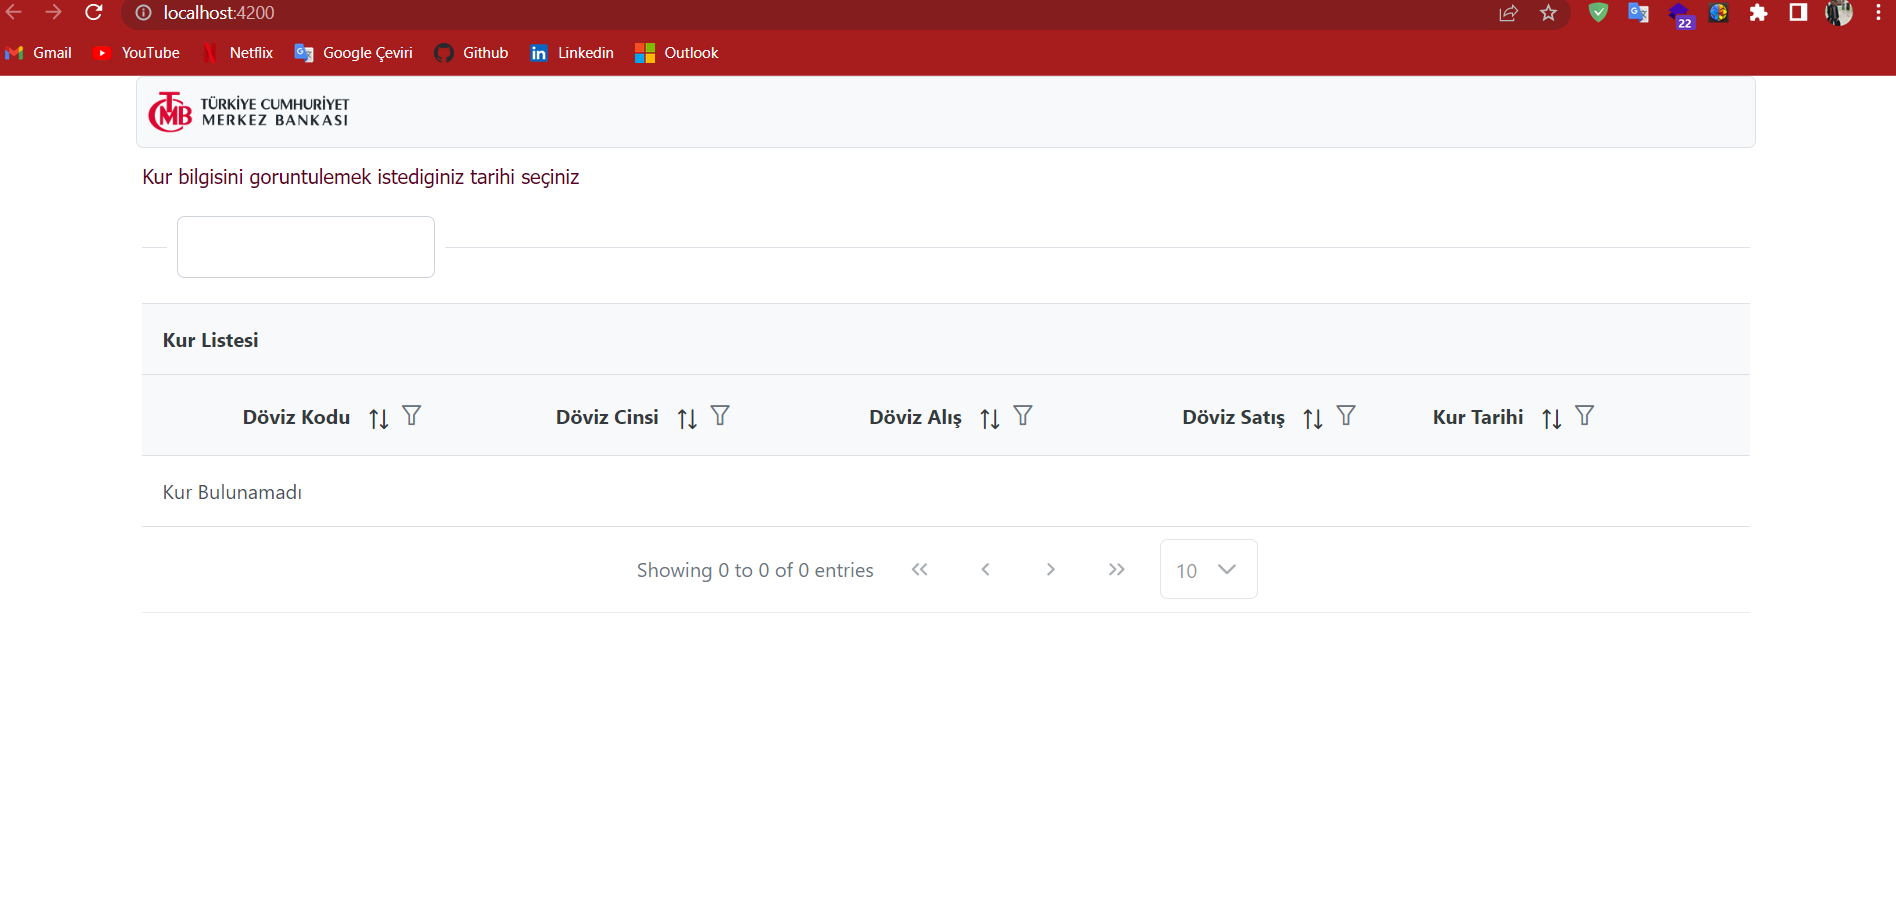 localhost:4200
22
Gmail YouTube Netflix Google Çeviri Github Linkedin Outlook
TCMB TÜRKİYE CUMHURİYET
MERKEZ BANKASI
Kur bilgisini goruntulemek istediginiz tarihi seçiniz
Kur Listesi
Döviz Kodu Döviz Cinsi Döviz Alış Döviz Satış Kur Tarihi
Kur Bulunamadı
Showing 0 to 0 of 0 entries « ‹ › » 10